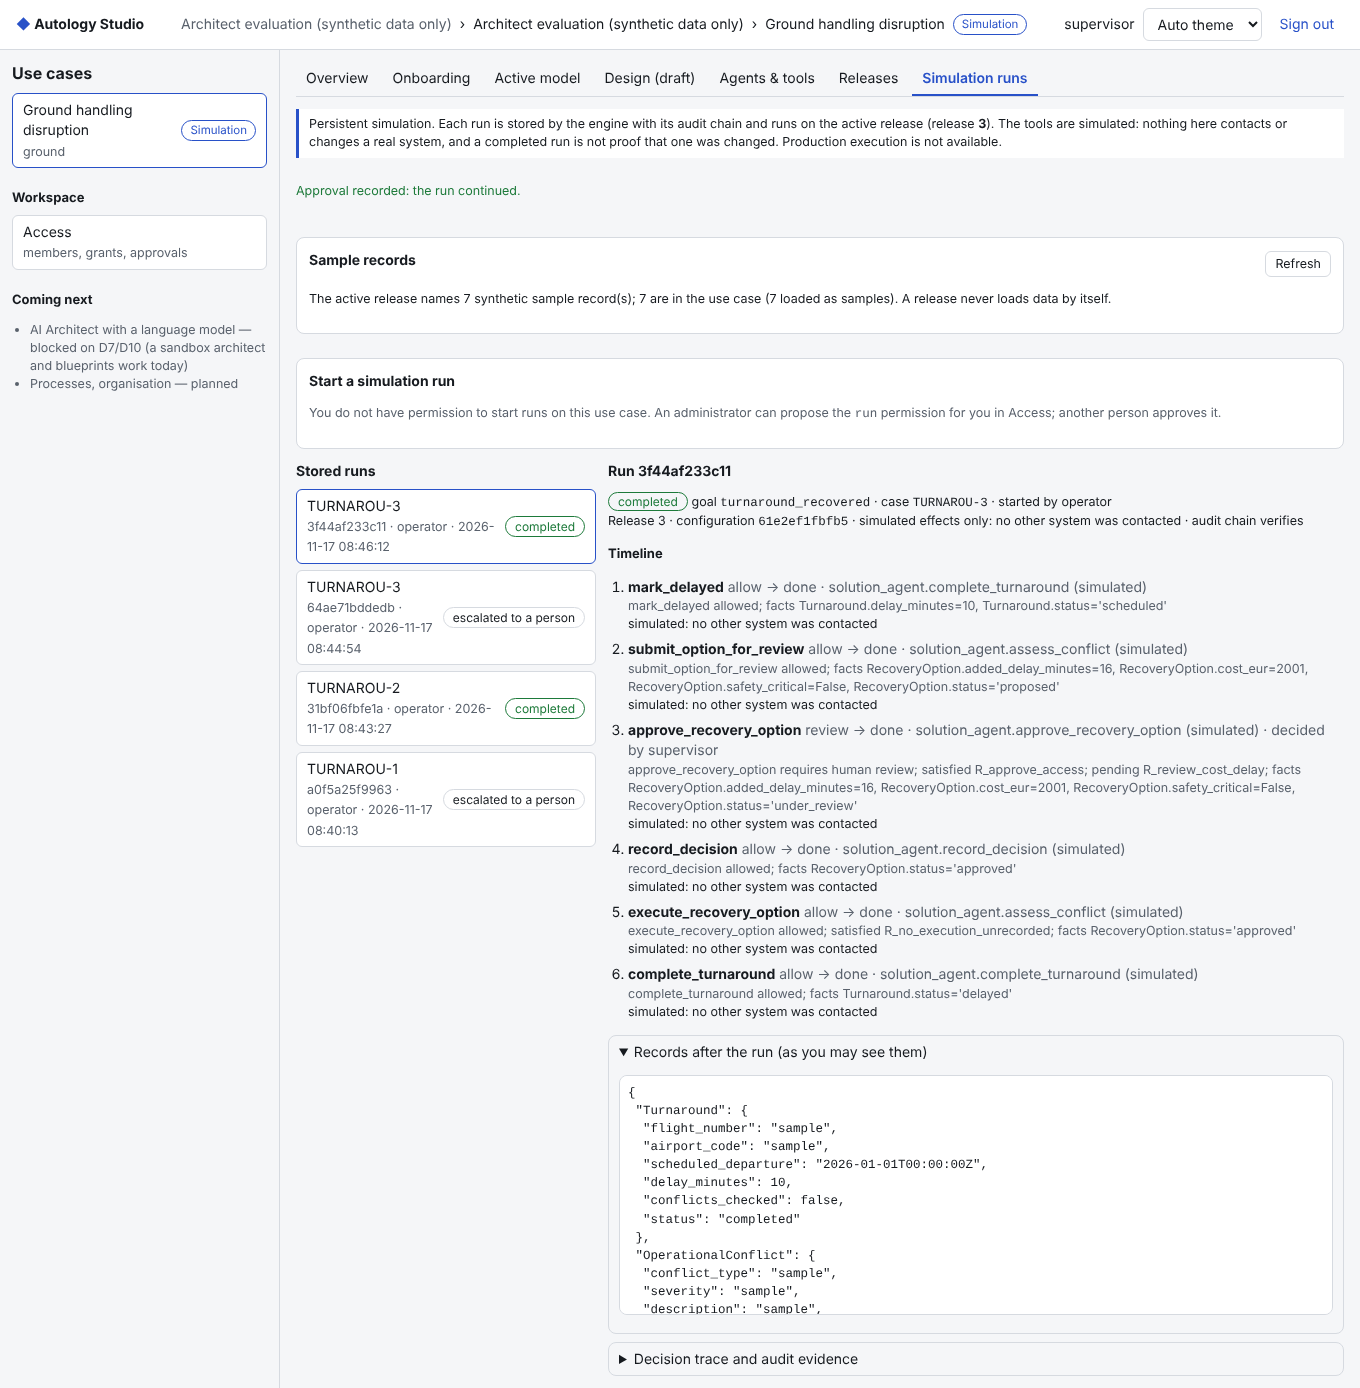 Autology Studio
Architect evaluation (synthetic data only) › Architect evaluation (synthetic data only) › Ground handling disruption Simulation
supervisor Auto theme Sign out
Use cases
Ground handling
disruption
ground
Simulation
Workspace
Access
members, grants, approvals
Coming next
• AI Architect with a language model —
blocked on D7/D10 (a sandbox architect
and blueprints work today)
• Processes, organisation — planned
Overview Onboarding Active model Design (draft) Agents & tools Releases Simulation runs
Persistent simulation. Each run is stored by the engine with its audit chain and runs on the active release (release 3). The tools are simulated: nothing here contacts or
changes a real system, and a completed run is not proof that one was changed. Production execution is not available.
Approval recorded: the run continued.
Sample records
Refresh
The active release names 7 synthetic sample record(s); 7 are in the use case (7 loaded as samples). A release never loads data by itself.
Start a simulation run
You do not have permission to start runs on this use case. An administrator can propose the run permission for you in Access; another person approves it.
Stored runs
TURNAROU-3
3f44af233c11 · operator · 2026-
11-17 08:46:12
completed
TURNAROU-3
64ae71bddedb ·
operator · 2026-11-17
08:44:54
escalated to a person
TURNAROU-2
31bf06fbfe1a · operator · 2026-
11-17 08:43:27
completed
TURNAROU-1
a0f5a25f9963 ·
operator · 2026-11-17
08:40:13
escalated to a person
Run 3f44af233c11
completed goal turnaround_recovered · case TURNAROU-3 · started by operator
Release 3 · configuration 61e2ef1fbfb5 · simulated effects only: no other system was contacted · audit chain verifies
Timeline
1. mark_delayed allow → done · solution_agent.complete_turnaround (simulated)
mark_delayed allowed; facts Turnaround.delay_minutes=10, Turnaround.status='scheduled'
simulated: no other system was contacted
2. submit_option_for_review allow → done · solution_agent.assess_conflict (simulated)
submit_option_for_review allowed; facts RecoveryOption.added_delay_minutes=16, RecoveryOption.cost_eur=2001,
RecoveryOption.safety_critical=False, RecoveryOption.status='proposed'
simulated: no other system was contacted
3. approve_recovery_option review → done · solution_agent.approve_recovery_option (simulated) · decided
by supervisor
approve_recovery_option requires human review; satisfied R_approve_access; pending R_review_cost_delay; facts
RecoveryOption.added_delay_minutes=16, RecoveryOption.cost_eur=2001, RecoveryOption.safety_critical=False,
RecoveryOption.status='under_review'
simulated: no other system was contacted
4. record_decision allow → done · solution_agent.record_decision (simulated)
record_decision allowed; facts RecoveryOption.status='approved'
simulated: no other system was contacted
5. execute_recovery_option allow → done · solution_agent.assess_conflict (simulated)
execute_recovery_option allowed; satisfied R_no_execution_unrecorded; facts RecoveryOption.status='approved'
simulated: no other system was contacted
6. complete_turnaround allow → done · solution_agent.complete_turnaround (simulated)
complete_turnaround allowed; facts Turnaround.status='delayed'
simulated: no other system was contacted
▼ Records after the run (as you may see them)
{
"Turnaround": {
"flight_number": "sample",
"airport_code": "sample",
"scheduled_departure": "2026-01-01T00:00:00Z",
"delay_minutes": 10,
"conflicts_checked": false,
"status": "completed"
},
"OperationalConflict": {
"conflict_type": "sample",
"severity": "sample",
"description": "sample",
▶ Decision trace and audit evidence